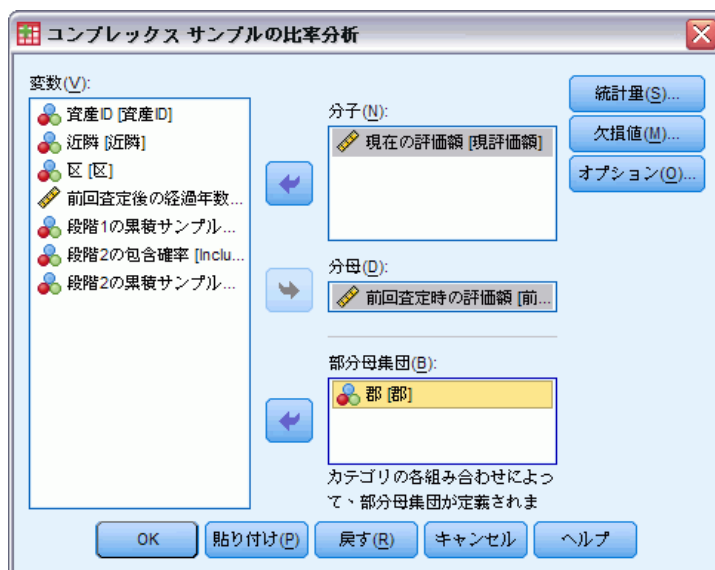 コンプレックス サンプルの比率分析
変数(V):
資産ID [資産ID]
近隣 [近隣]
区 [区]
前回査定後の経過年数...
段階1の累積サンプル...
段階2の包含確率 [Inclu...
段階2の累積サンプル...
分子(N):
現在の評価額 [現評価額]
分母(D):
前回査定時の評価額 [前...
部分母集団(B):
郡 [郡]
カテゴリの各組み合わせによっ
て、部分母集団が定義されま
統計量(S)...
欠損値(M)...
オプション(O)...
OK
貼り付け(P)
戻す(R)
キャンセル
ヘルプ